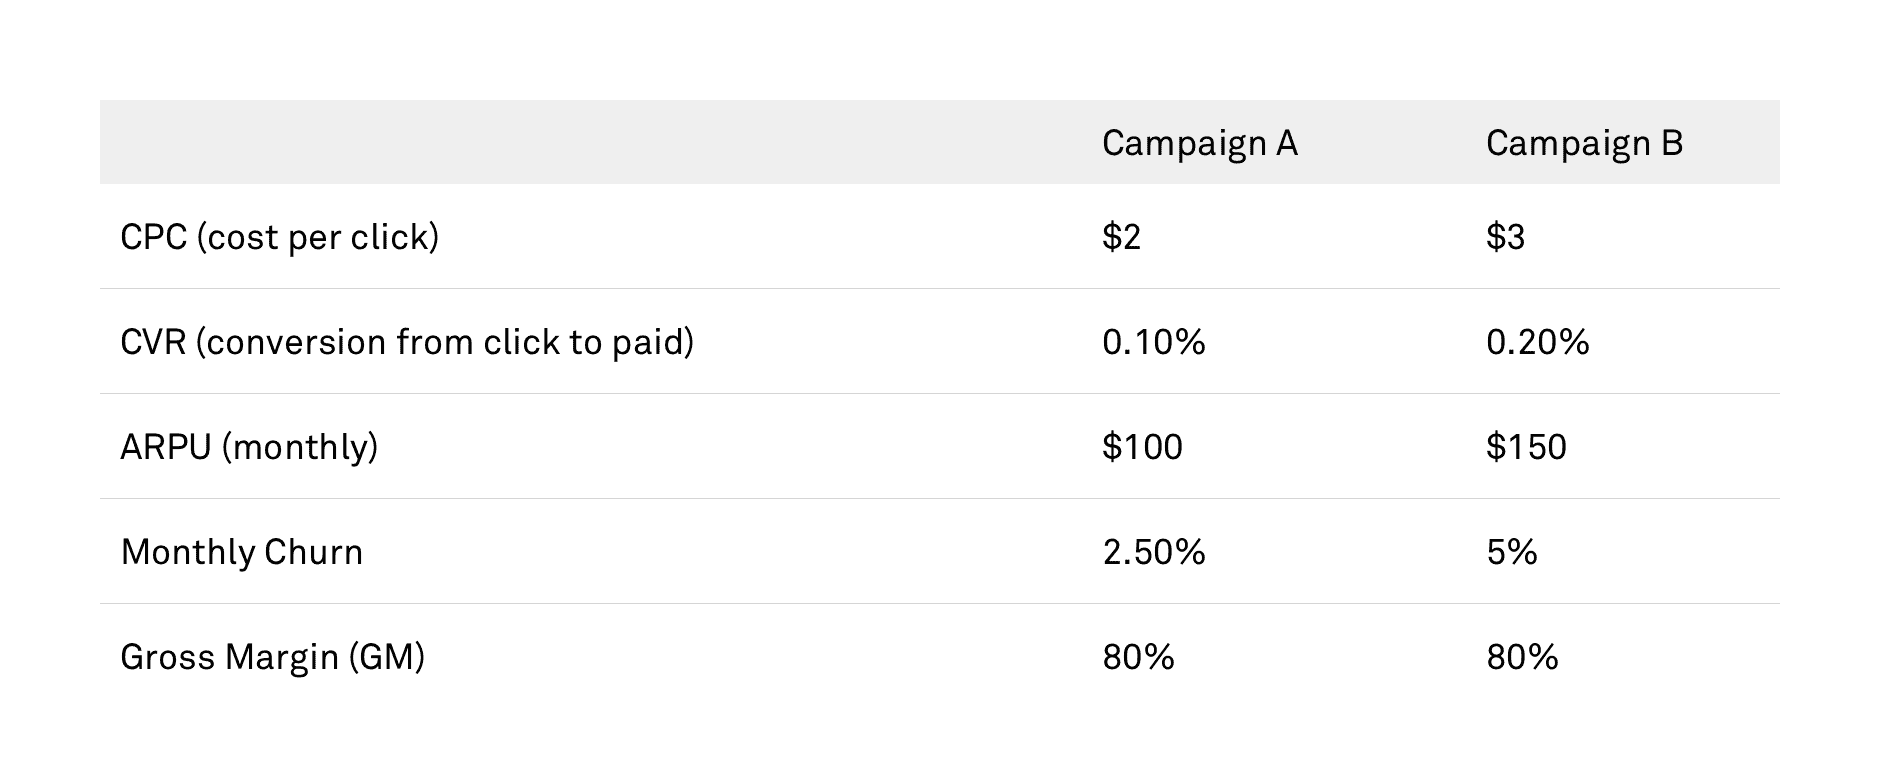 Campaign A Campaign B
CPC (cost per click) $2 $3
CVR (conversion from click to paid) 0.10% 0.20%
ARPU (monthly) $100 $150
Monthly Churn 2.50% 5%
Gross Margin (GM) 80% 80%